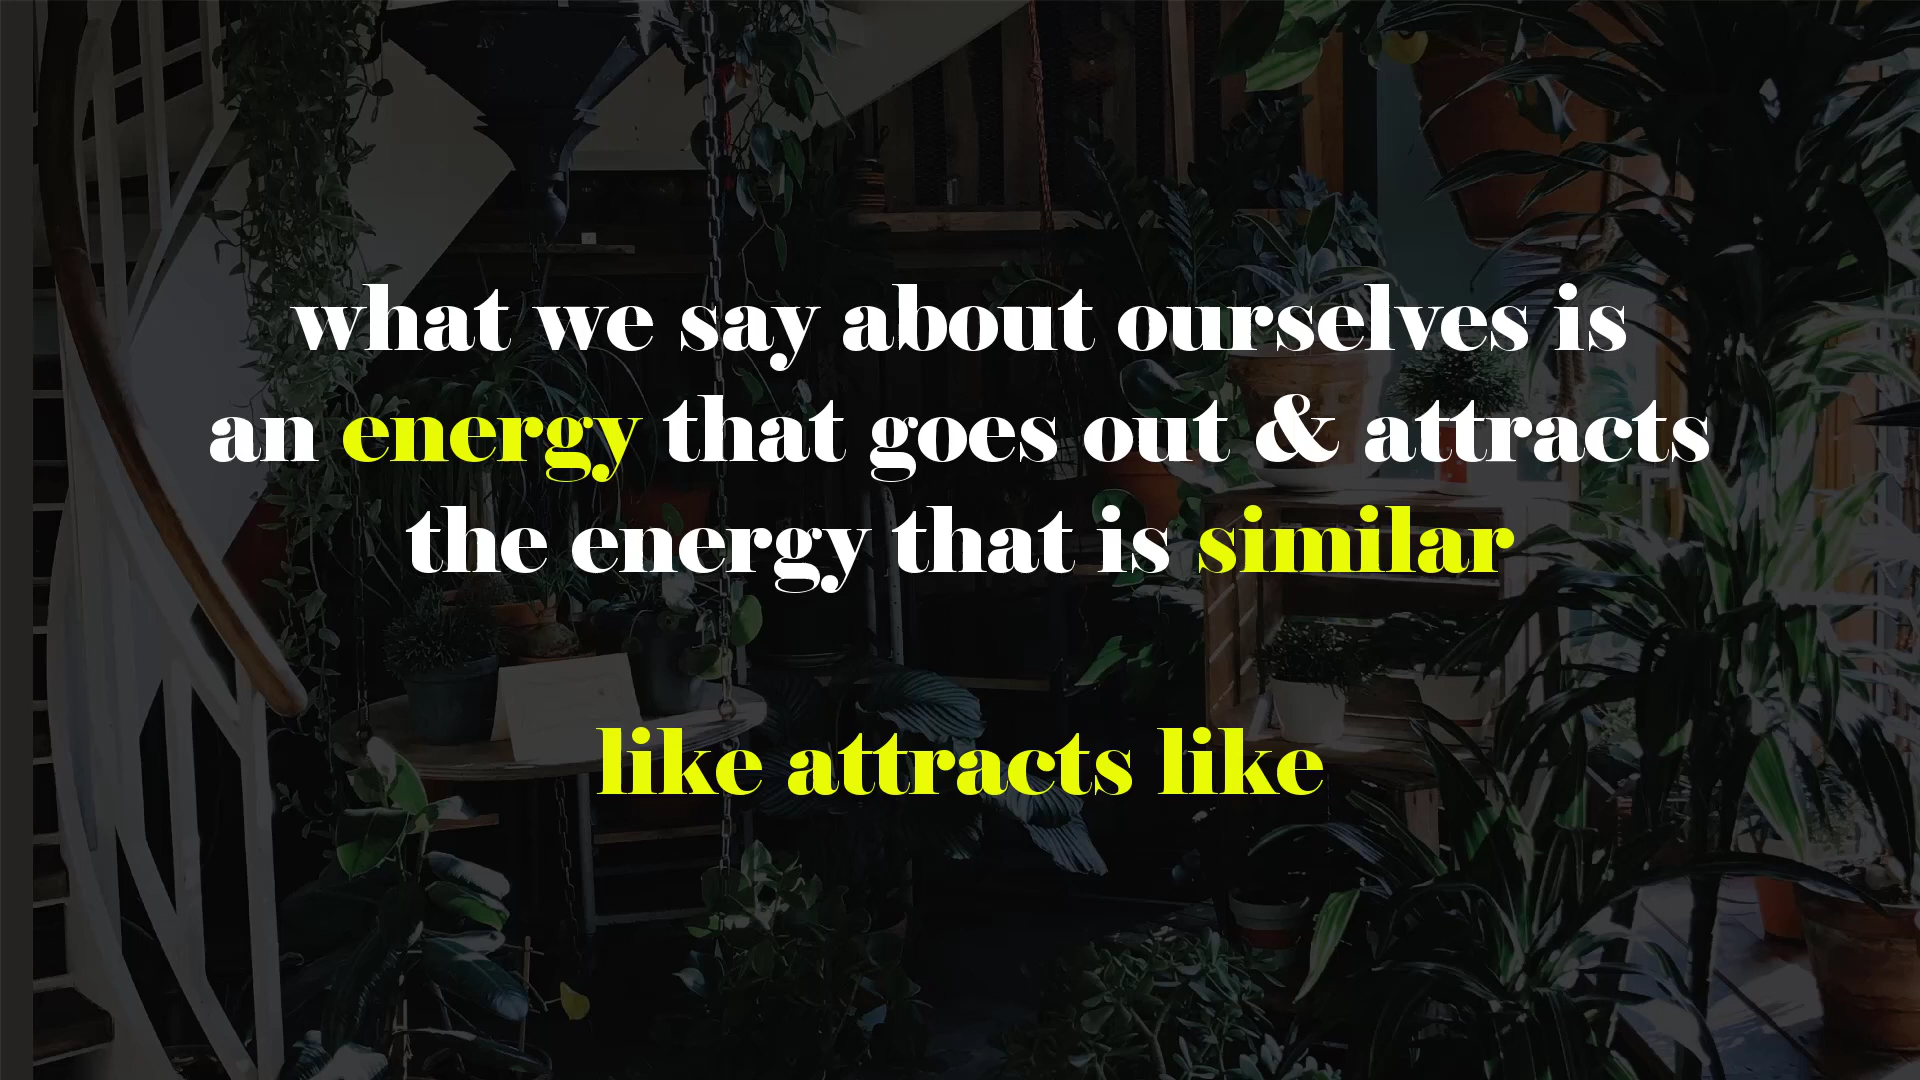 what we say about ourselves is
an energy that goes out & attracts
the energy that is similar
like attracts like